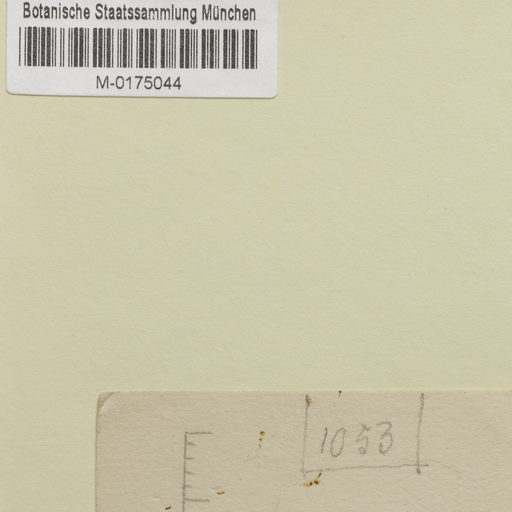 Botanische Staatssammlung München
M-0175044
1053